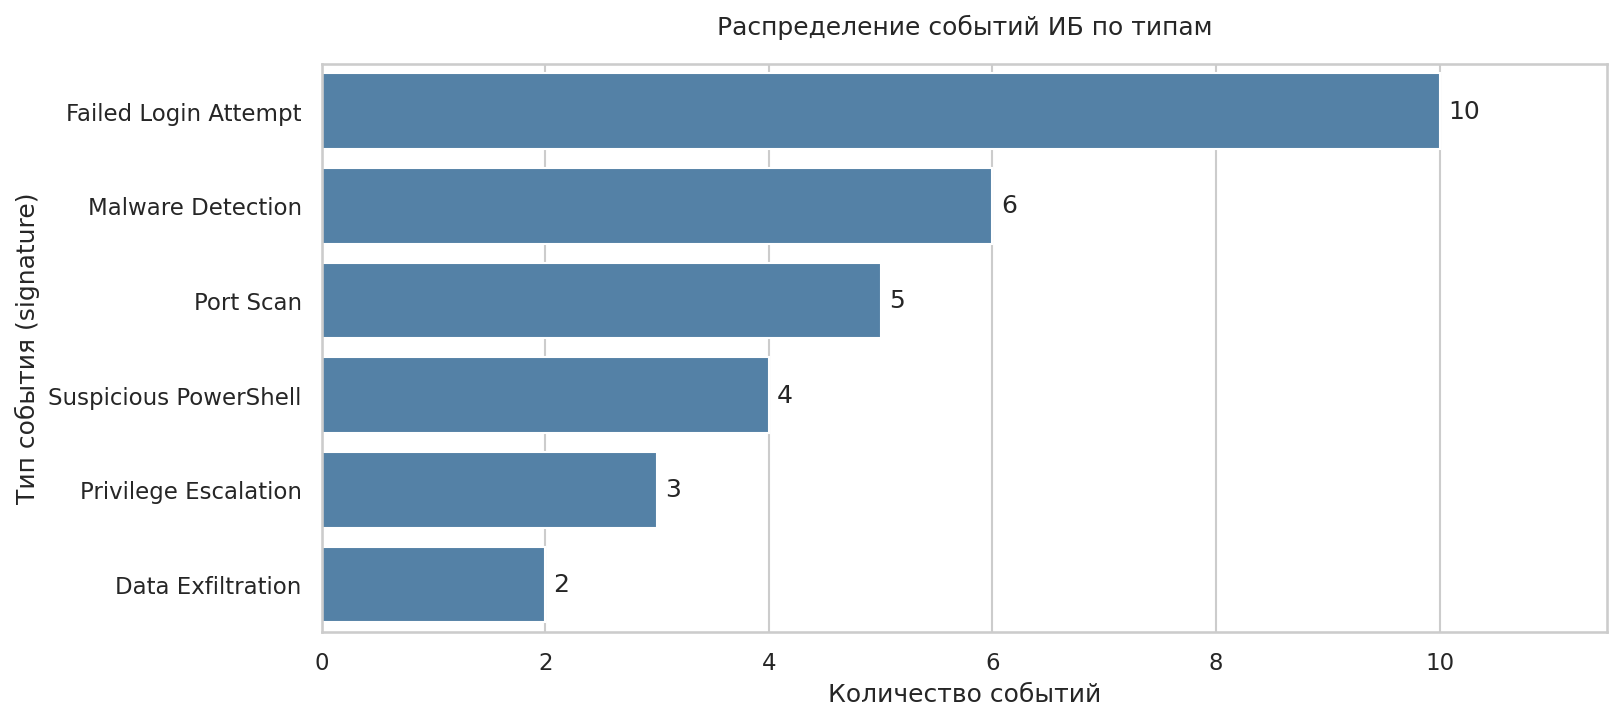 Распределение событий ИБ по типам
Тип события (signature)
Failed Login Attempt
10
Malware Detection
6
Port Scan
5
Suspicious PowerShell
4
Privilege Escalation
3
Data Exfiltration
2
0 2 4 6 8 10
Количество событий